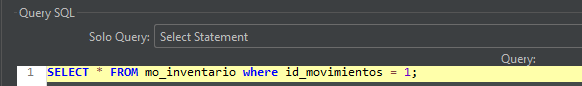 Query SQL
Solo Query: Select Statement
Query:
1 SELECT * FROM mo_inventario where id_movimientos = 1;